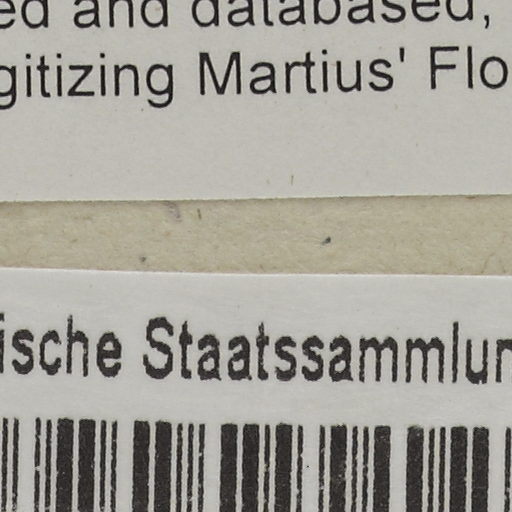 ed and databased,
gitizing Martius' Flo
ische Staatssammlun